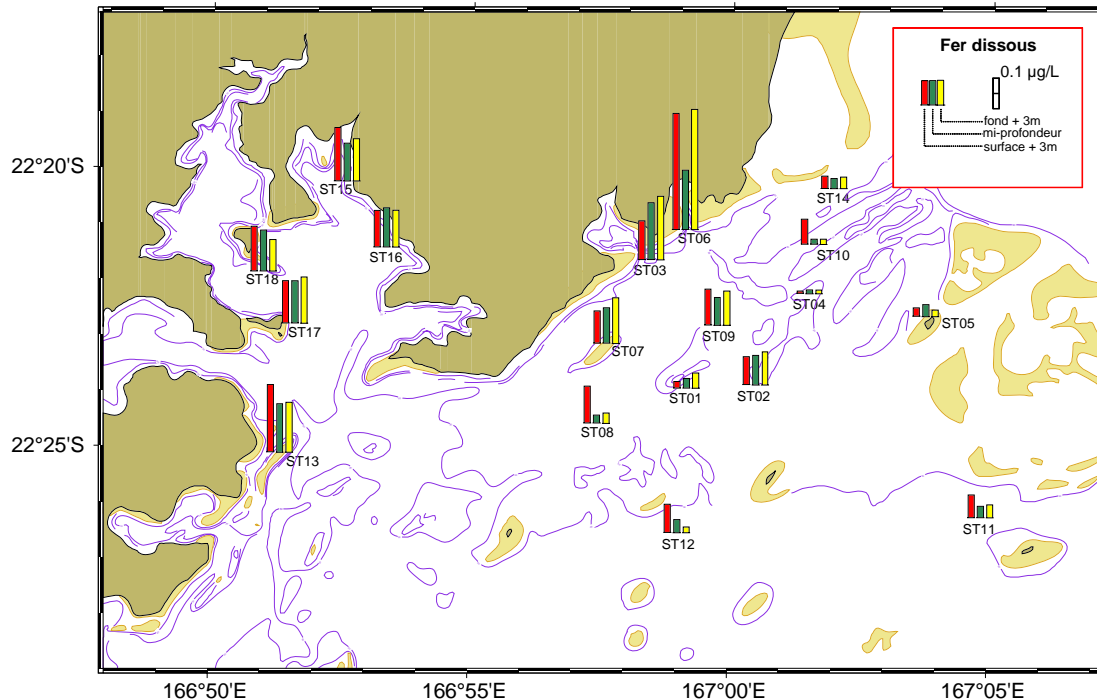 Fer dissous
0.1 µg/L
fond + 3m
mi-profondeur
surface + 3m
22°20'S
22°25'S
ST15
ST14
ST16
ST06
ST10
ST03
ST18
ST04
ST17
ST05
ST09
ST07
ST01
ST02
ST08
ST13
ST11
ST12
166°50'E
166°55'E
167°00'E
167°05'E